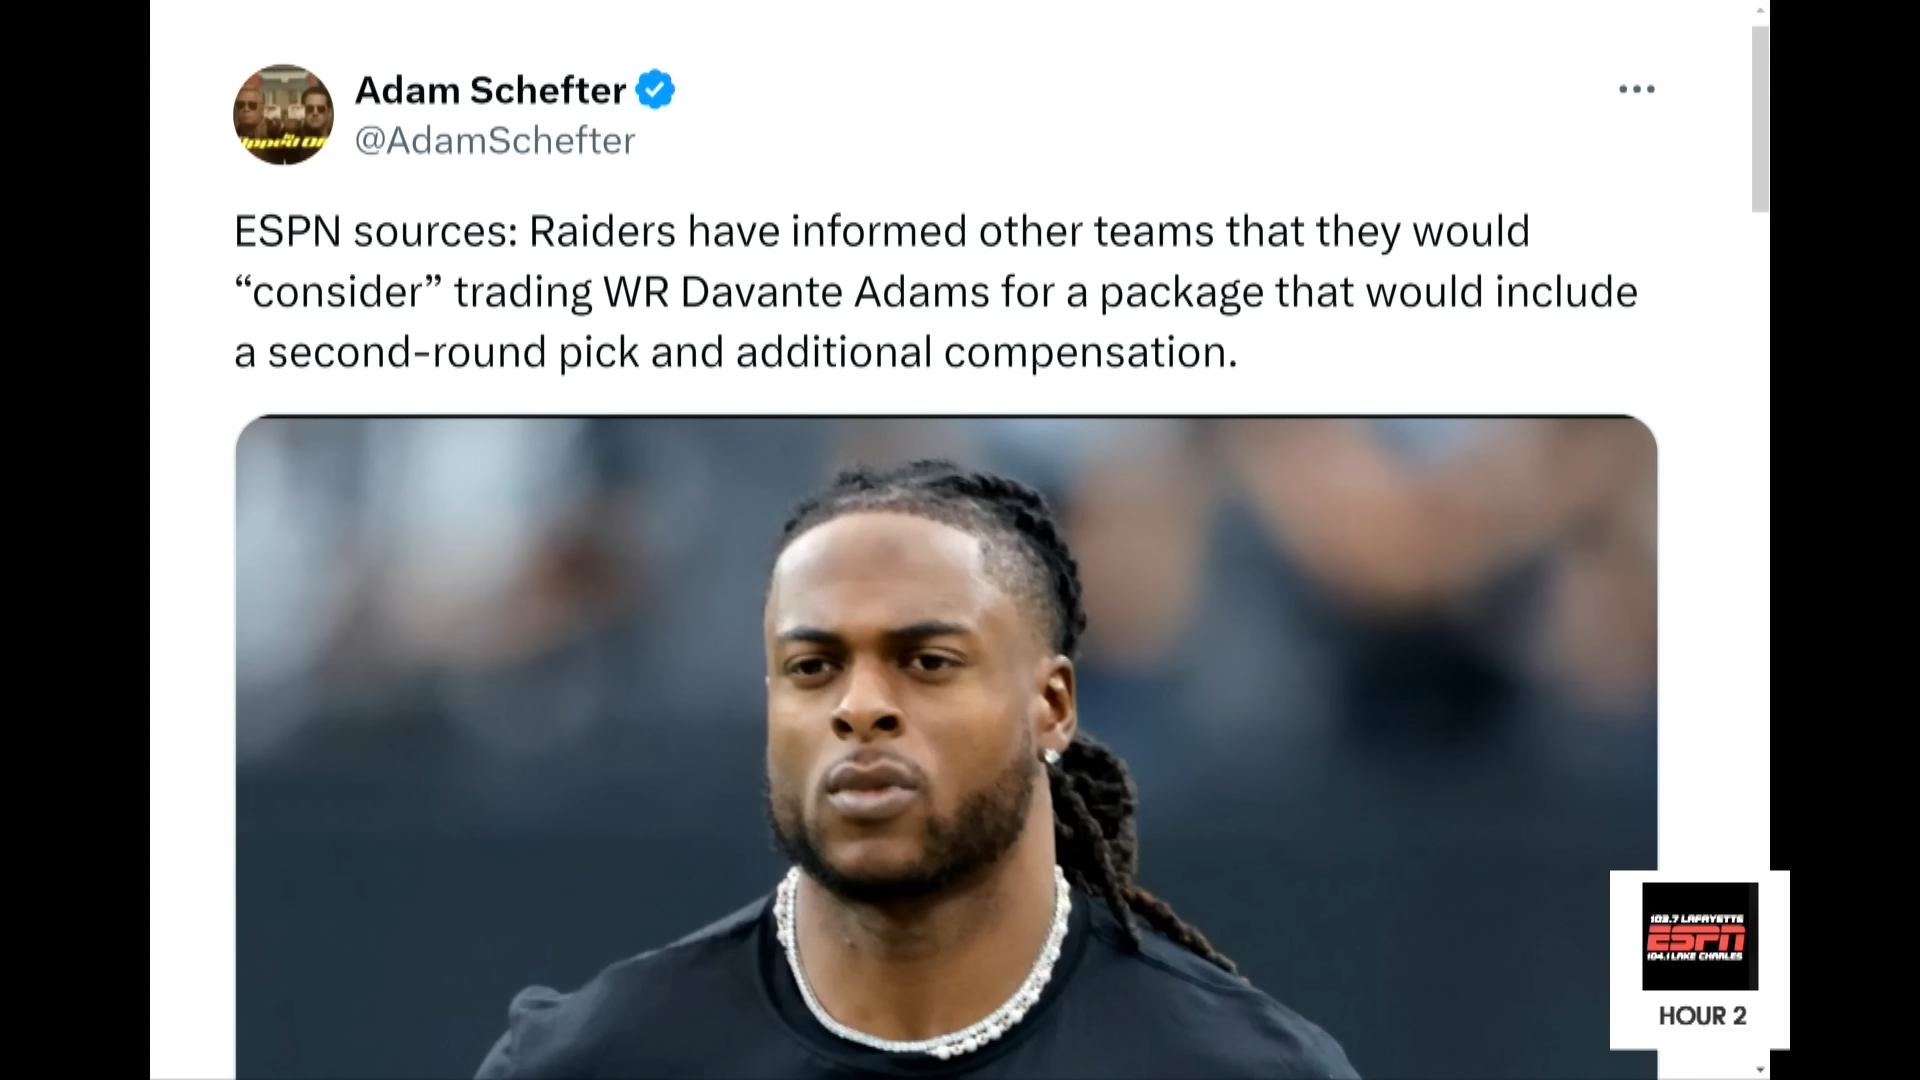 Adam Schefter
@AdamSchefter
ESPN sources: Raiders have informed other teams that they would
“consider” trading WR Davante Adams for a package that would include
a second-round pick and additional compensation.
103.7 LAFAYETTE
ESPN
104.1 LAKE CHARLES
HOUR 2